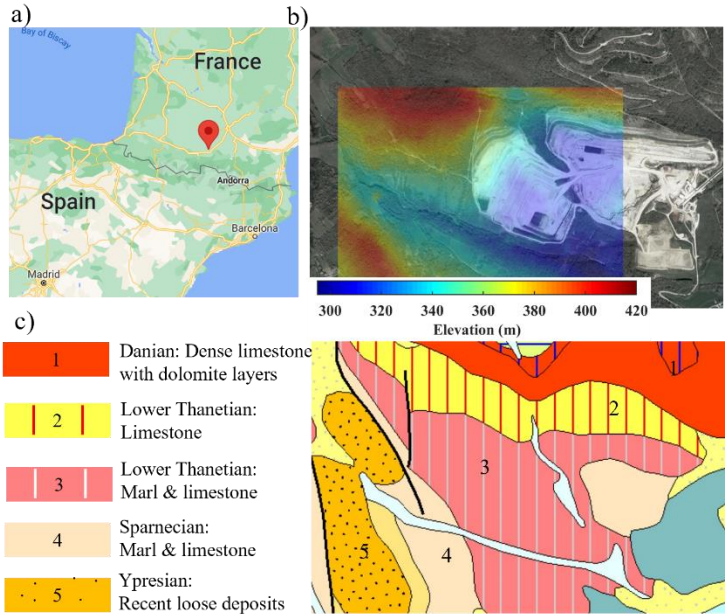 a)
Bay of Biscay
France
Andorra
Spain
Barcelona
Madrid
b)
300 320 340 360 380 400 420
Elevation (m)
c)
1 Danian: Dense limestone
with dolomite layers
2 Lower Thanetian:
Limestone
3 Lower Thanetian:
Marl & limestone
4 Sparnecian:
Marl & limestone
5 Ypresian:
Recent loose deposits
1
2
3
4
5